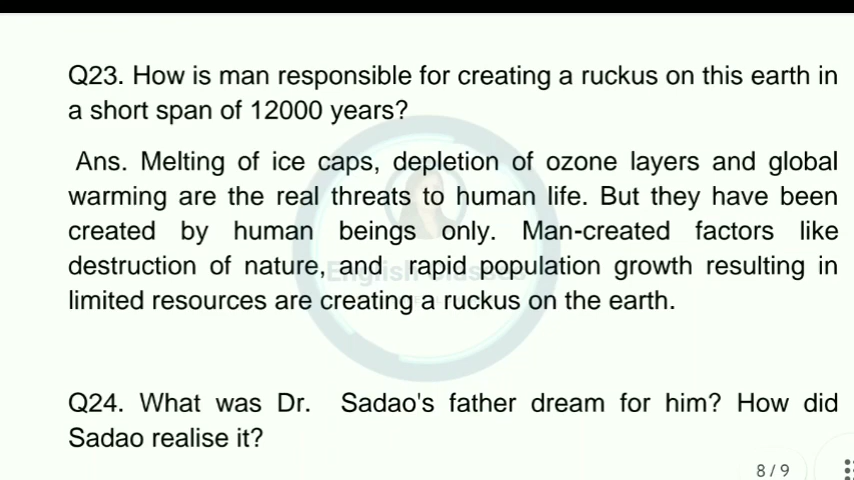 Q23. How is man responsible for creating a ruckus on this earth in
a short span of 12000 years?
Ans. Melting of ice caps, depletion of ozone layers and global
warming are the real threats to human life. But they have been
created by human beings only. Man-created factors like
destruction of nature, and rapid population growth resulting in
limited resources are creating a ruckus on the earth.
Q24. What was Dr. Sadao's father dream for him? How did
Sadao realise it?
8 / 9